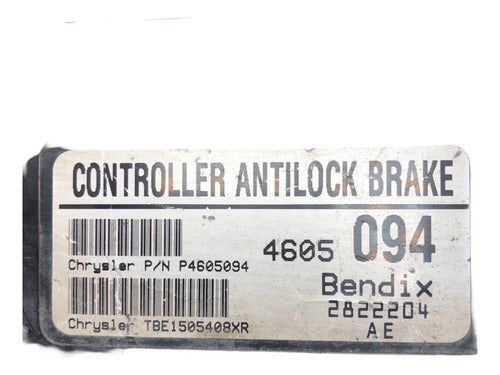 CONTROLLER ANTILOCK BRAKE
Chrysler P/N P4605094
4605 094
Bendix
2822204
Chrysler TBE1505408XR
AE